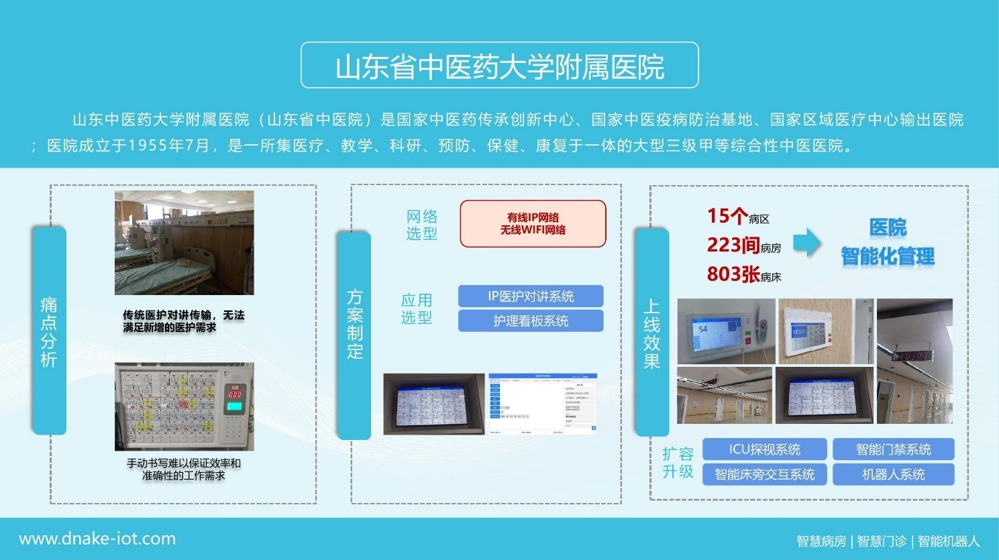 山东省中医药大学附属医院
山东中医药大学附属医院（山东省中医院）是国家中医药传承创新中心、国家中医疫病防治基地、国家区域医疗中心输出医院
；医院成立于1955年7月，是一所集医疗、教学、科研、预防、保健、康复于一体的大型三级甲等综合性中医医院。
痛点分析
传统医护对讲传输，无法
满足新增的医护需求
000
手动书写难以保证效率和
准确性的工作需求
方案制定
网络
选型
有线IP网络
无线WIFI网络
应用
选型
IP医护对讲系统
护理看板系统
上线效果
15个病区
223间病房
803张病床
医院
智能化管理
54
10:21
扩容
升级
ICU探视系统
智能门禁系统
智能床旁交互系统
机器人系统
www.dnake-iot.com
智慧病房 | 智慧门诊 | 智能机器人